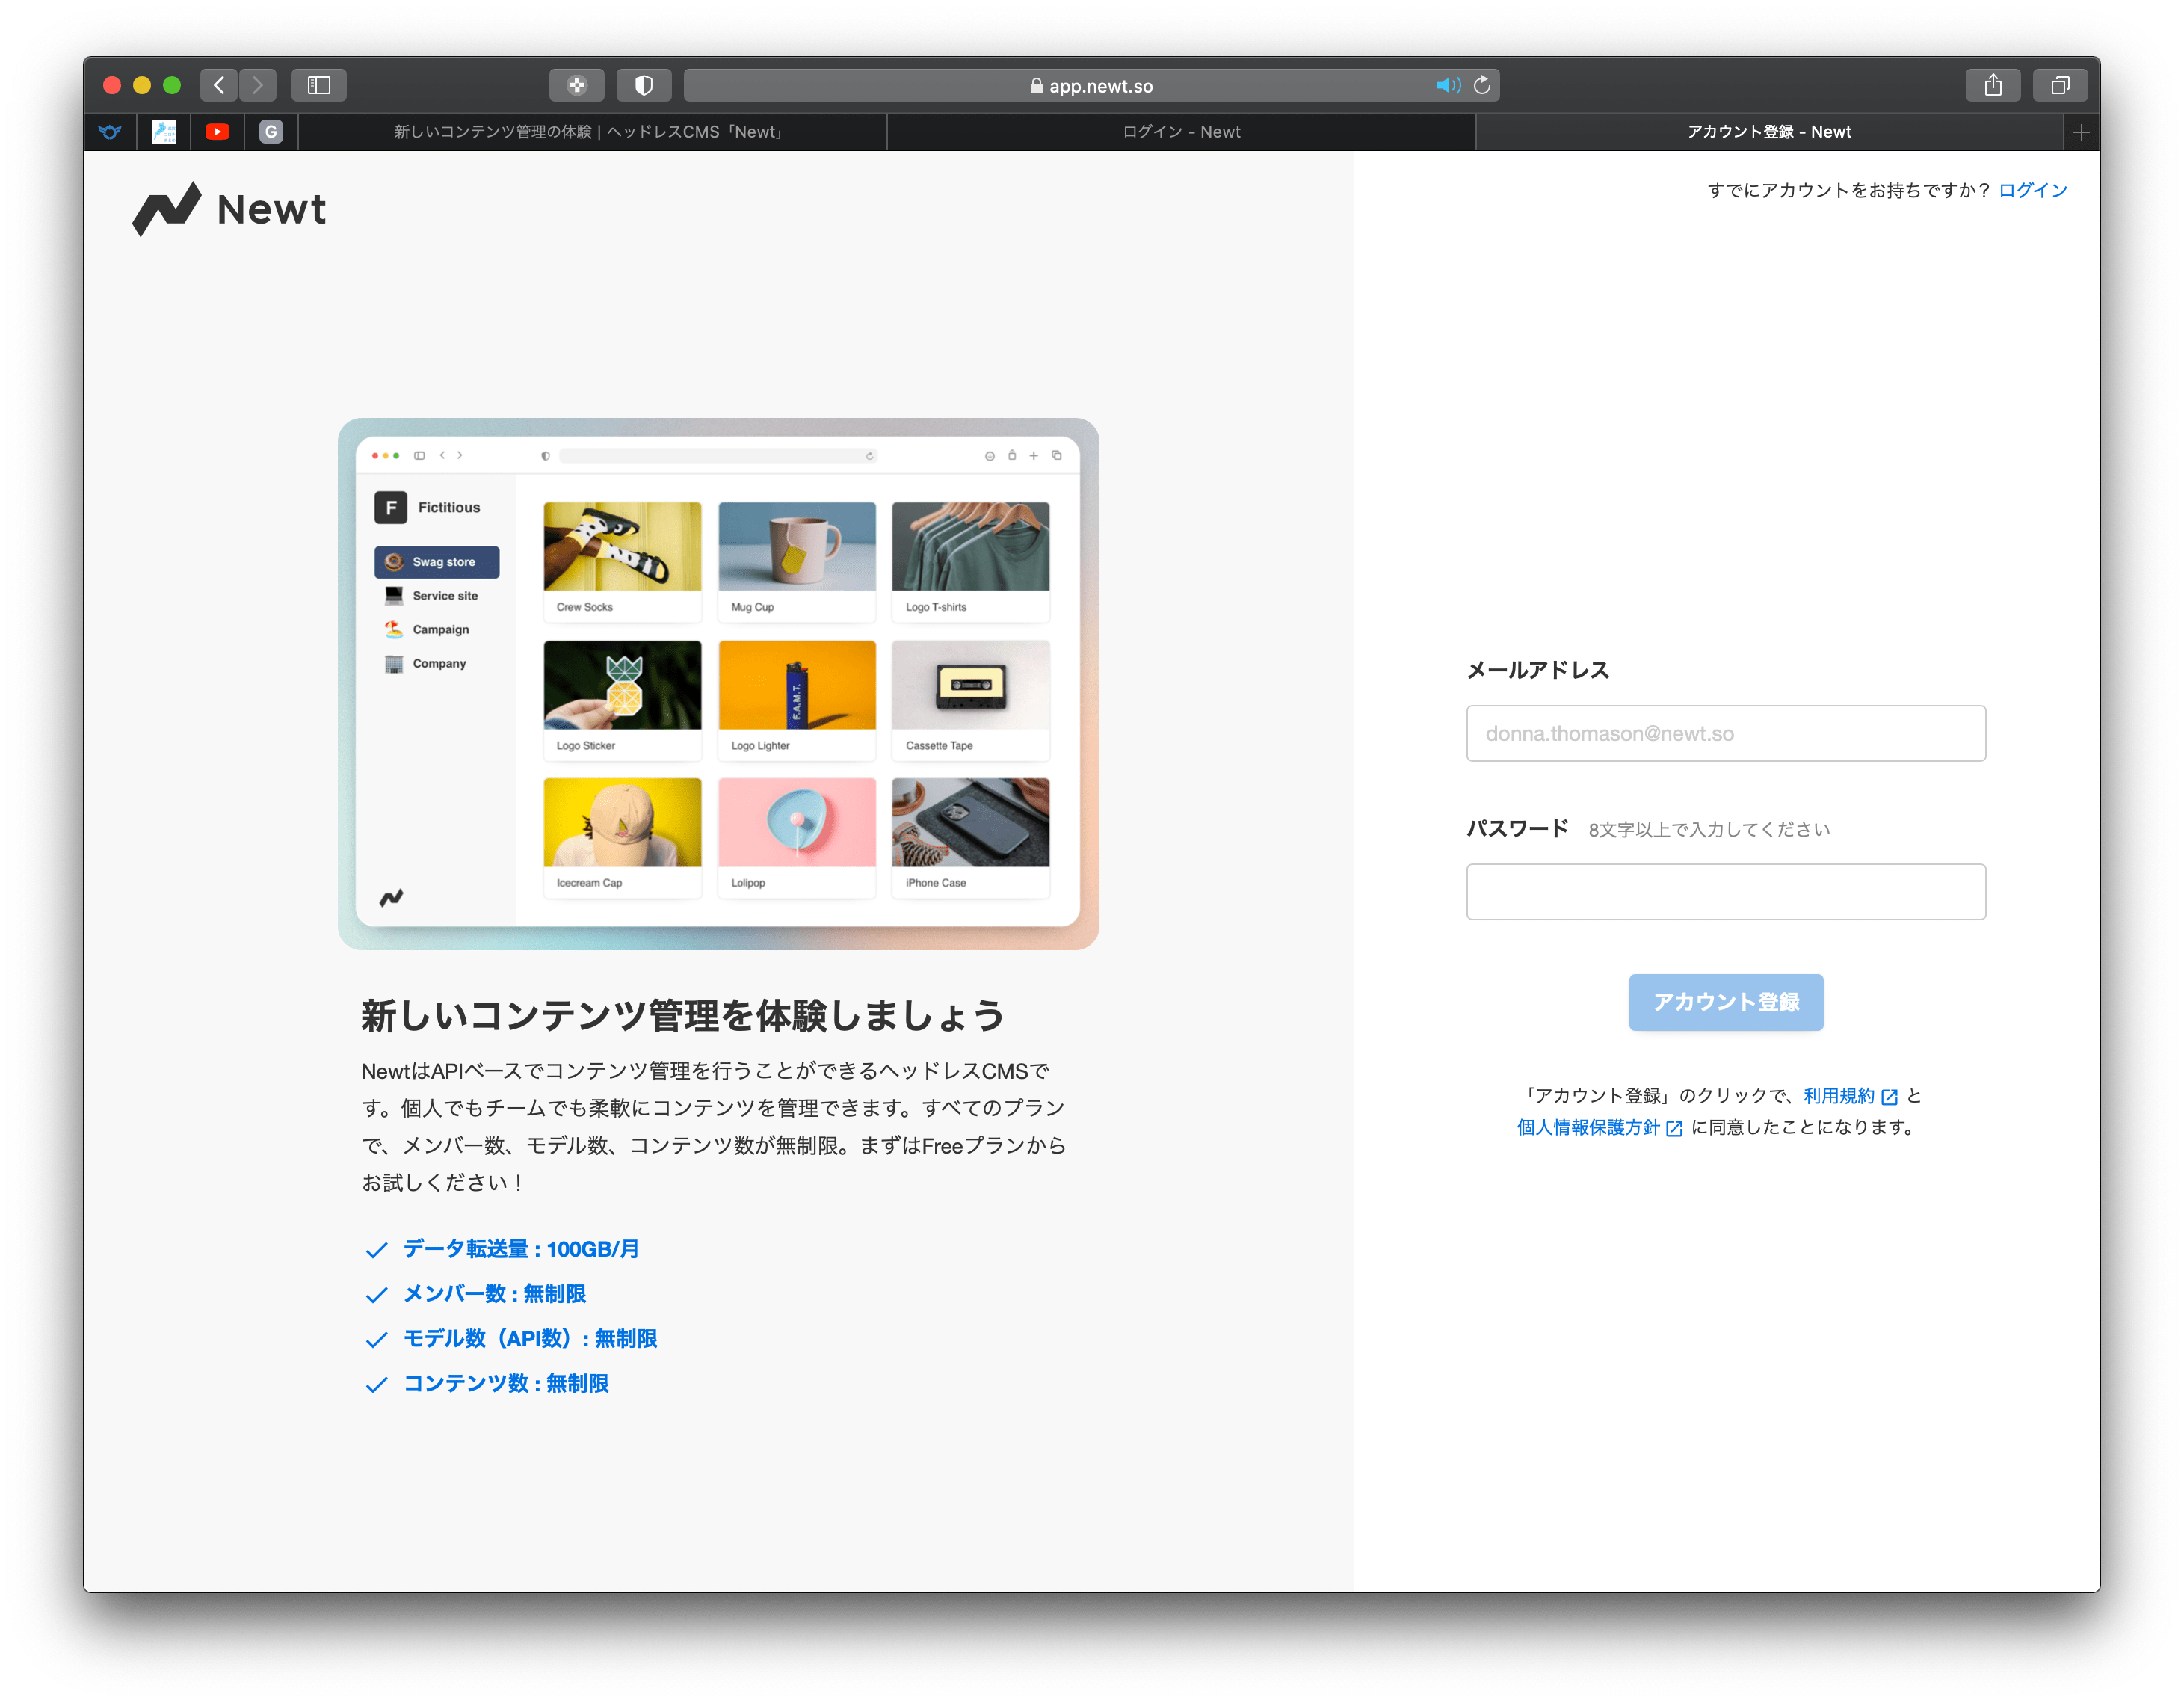 app.newt.so
G
新しいコンテンツ管理の体験 | ヘッドレスCMS「Newt」
ログイン - Newt
アカウント登録 - Newt
Newt
すでにアカウントをお持ちですか？ ログイン
F Fictitious
Swag store
Service site
Campaign
Company
Crew Socks
Mug Cup
Logo T-shirts
F.A.M.T.
Logo Sticker
Logo Lighter
Cassette Tape
Icecream Cap
Lolipop
iPhone Case
新しいコンテンツ管理を体験しましょう
NewtはAPIベースでコンテンツ管理を行うことができるヘッドレスCMSで
す。個人でもチームでも柔軟にコンテンツを管理できます。すべてのプラン
で、メンバー数、モデル数、コンテンツ数が無制限。まずはFreeプランから
お試しください！
データ転送量 : 100GB/月
メンバー数 : 無制限
モデル数（API数）: 無制限
コンテンツ数 : 無制限
メールアドレス
donna.thomason@newt.so
パスワード 8文字以上で入力してください
アカウント登録
「アカウント登録」のクリックで、利用規約 と
個人情報保護方針 に同意したことになります。